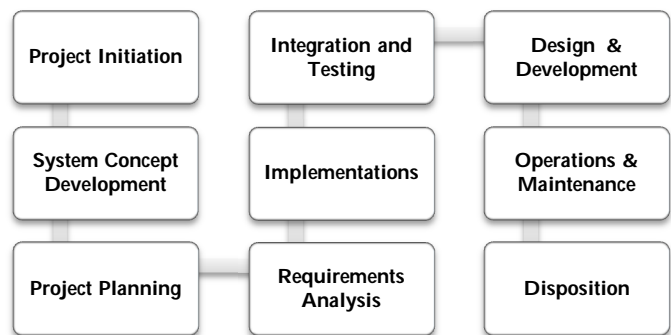 Project Initiation
System Concept
Development
Project Planning
Requirements
Analysis
Implementations
Integration and
Testing
Design &
Development
Operations &
Maintenance
Disposition